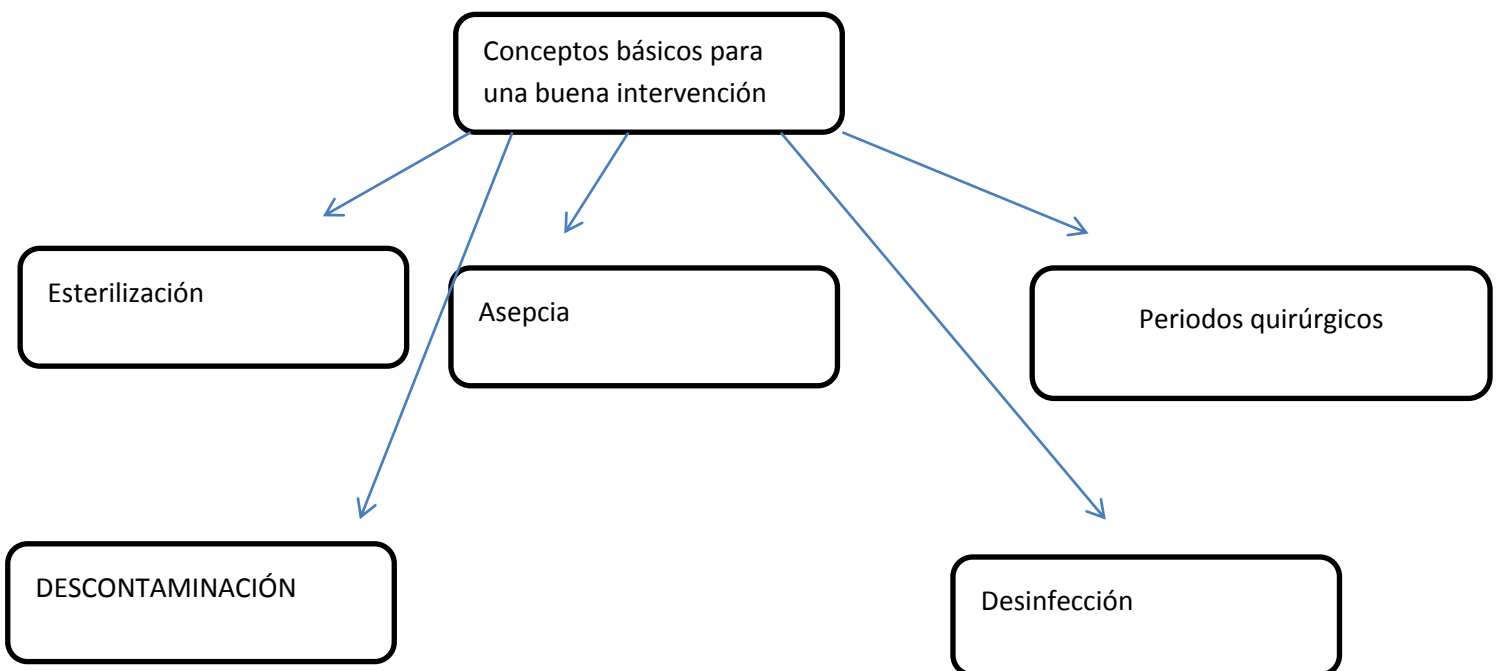 Conceptos básicos para
una buena intervención
Esterilización
Asepcia
Periodos quirúrgicos
DESCONTAMINACIÓN
Desinfección